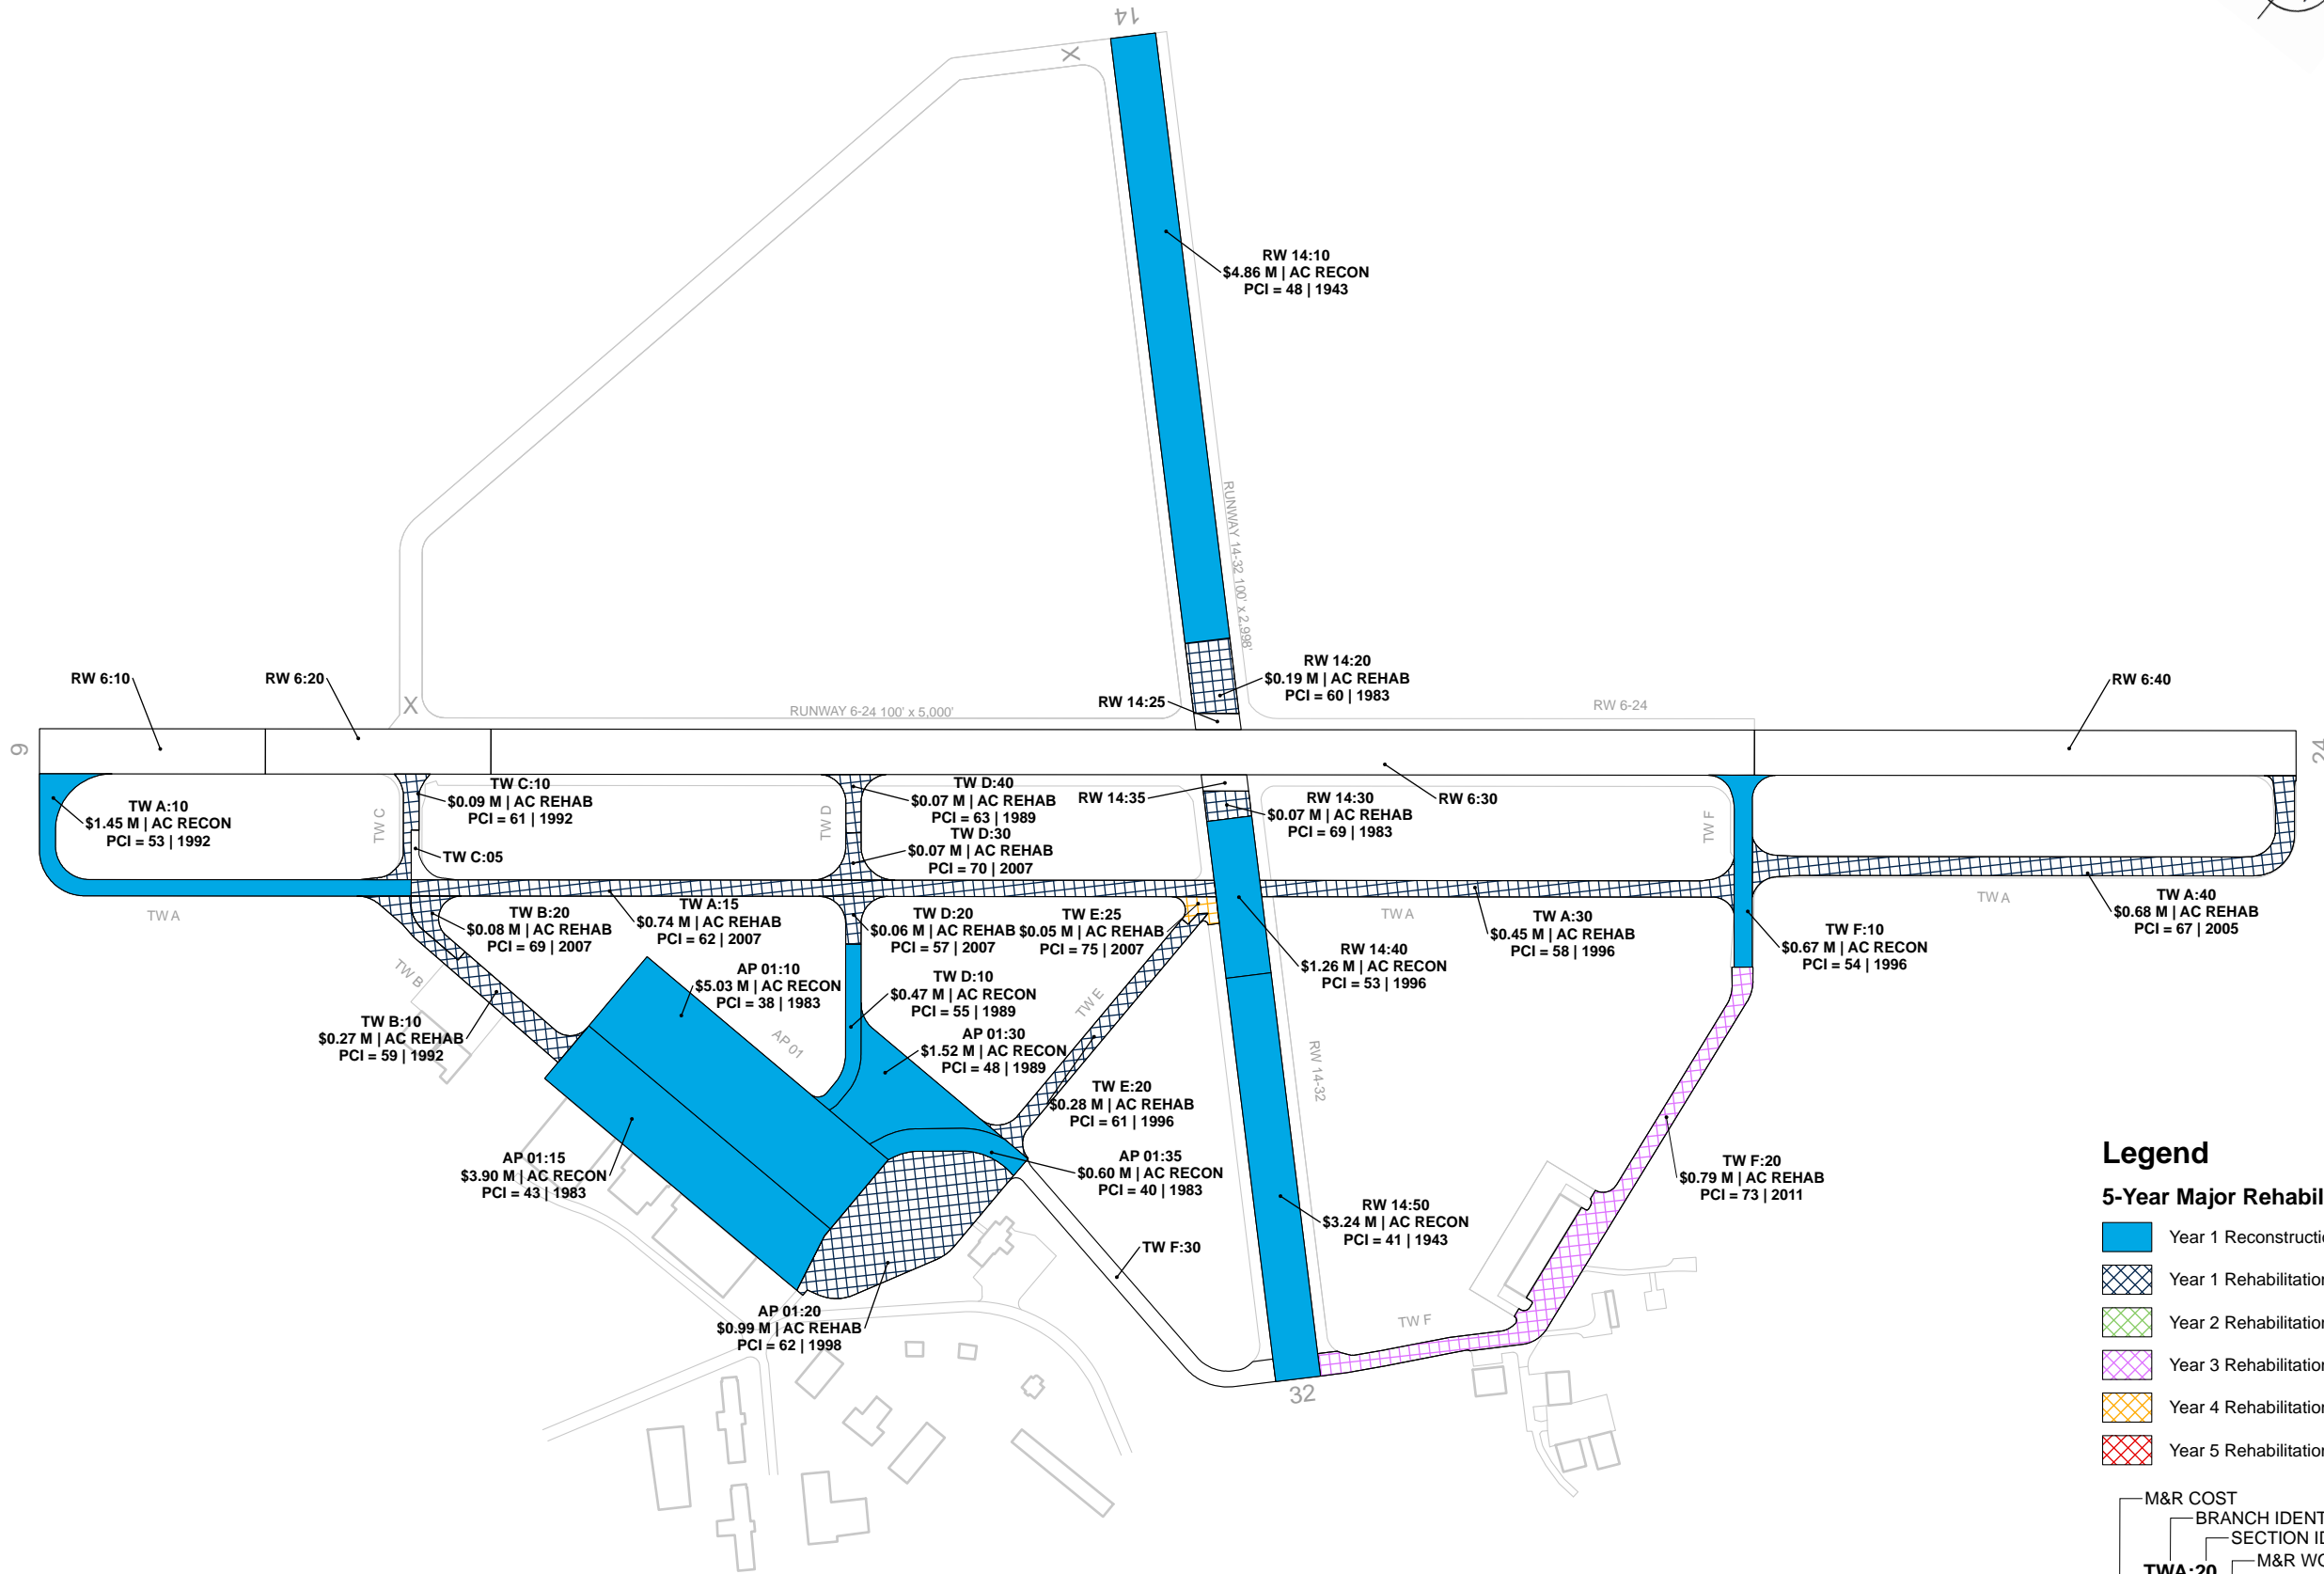 14
X
RW 14:10
$4.86 M | AC RECON
PCI = 48 | 1943
RUNWAY 14-32 100' x 2,998'
RW 14:20
$0.19 M | AC REHAB
PCI = 60 | 1983
RW 6:10
RW 6:20
X
RUNWAY 6-24 100' x 5,000'
RW 14:25
RW 6-24
RW 6:40
6
24
TW A:10
$1.45 M | AC RECON
PCI = 53 | 1992
TW C
TW C:10
$0.09 M | AC REHAB
PCI = 61 | 1992
TW C:05
TW D
TW D:40
$0.07 M | AC REHAB
PCI = 63 | 1989
TW D:30
$0.07 M | AC REHAB
PCI = 70 | 2007
RW 14:35
RW 14:30
$0.07 M | AC REHAB
PCI = 69 | 1983
RW 6:30
TW F
TW A
TW B:20
$0.08 M | AC REHAB
PCI = 69 | 2007
TW A:15
$0.74 M | AC REHAB
PCI = 62 | 2007
TW D:20
$0.06 M | AC REHAB
PCI = 57 | 2007
TW E:25
$0.05 M | AC REHAB
PCI = 75 | 2007
TW A
TW A:30
$0.45 M | AC REHAB
PCI = 58 | 1996
TW F:10
$0.67 M | AC RECON
PCI = 54 | 1996
TW A
TW A:40
$0.68 M | AC REHAB
PCI = 67 | 2005
RW 14:40
$1.26 M | AC RECON
PCI = 53 | 1996
TW B
AP 01:10
$5.03 M | AC RECON
PCI = 38 | 1983
TW D:10
$0.47 M | AC RECON
PCI = 55 | 1989
TW E
TW B:10
$0.27 M | AC REHAB
PCI = 59 | 1992
AP 01
AP 01:30
$1.52 M | AC RECON
PCI = 48 | 1989
RW 14-32
TW E:20
$0.28 M | AC REHAB
PCI = 61 | 1996
AP 01:15
$3.90 M | AC RECON
PCI = 43 | 1983
AP 01:35
$0.60 M | AC RECON
PCI = 40 | 1983
TW F:20
$0.79 M | AC REHAB
PCI = 73 | 2011
RW 14:50
$3.24 M | AC RECON
PCI = 41 | 1943
TW F:30
AP 01:20
$0.99 M | AC REHAB
PCI = 62 | 1998
TW F
32
Legend
5-Year Major Rehabil
Year 1 Reconstructi
Year 1 Rehabilitation
Year 2 Rehabilitation
Year 3 Rehabilitation
Year 4 Rehabilitation
Year 5 Rehabilitation
M&R COST
BRANCH IDENT
SECTION ID
M&R WO
TWA:20